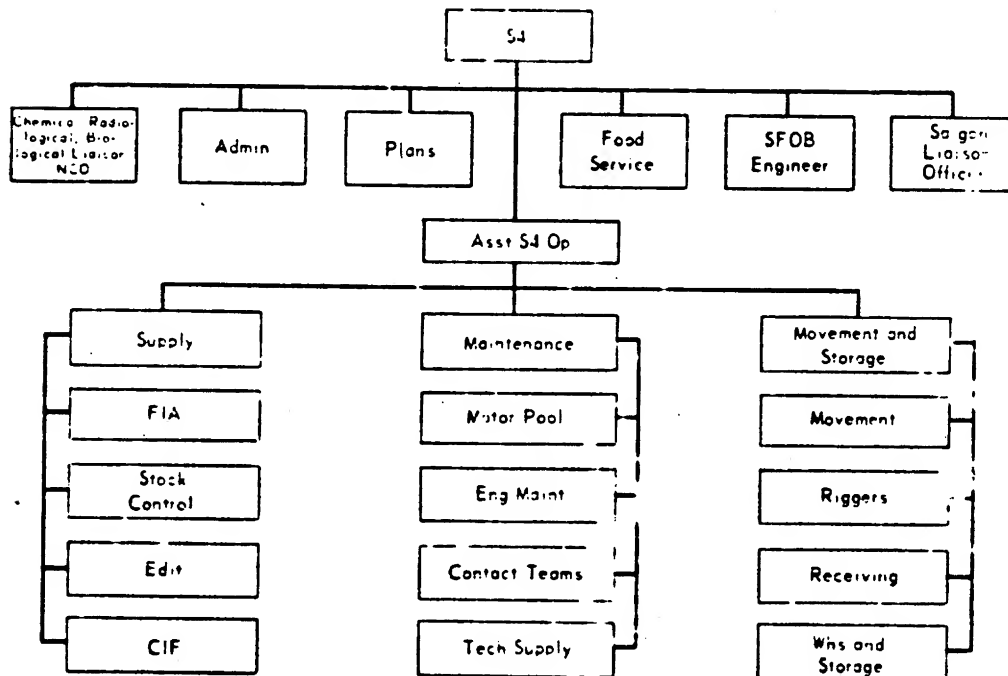 S4
Chemical Radio-
logical, Bio-
logical Liaison
NCO
Admin
Plans
Food
Service
SFOB
Engineer
Saigon
Liaison
Officer
Asst S4 Op
Supply
Maintenance
Movement and
Storage
FIA
Motor Pool
Movement
Stock
Control
Eng Maint
Riggers
Edit
Contact Teams
Receiving
CIF
Tech Supply
Whs and
Storage